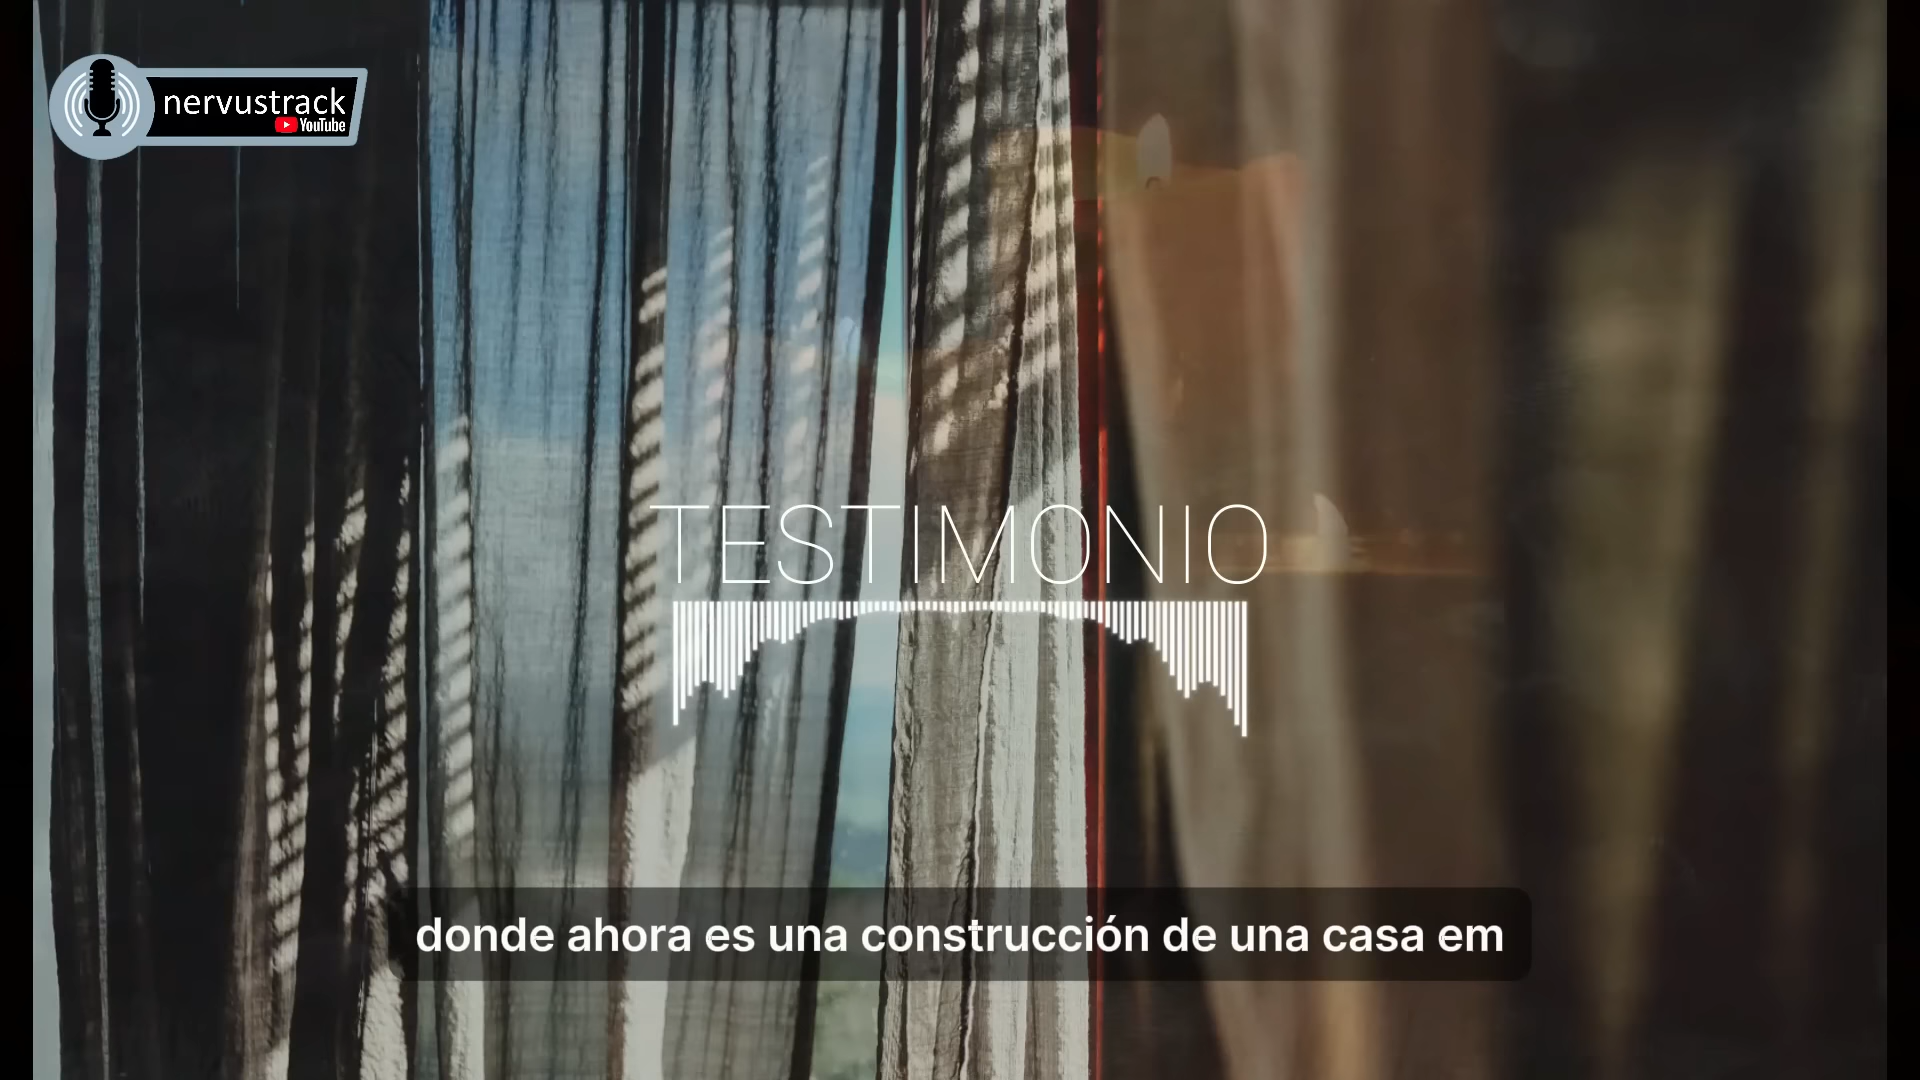 nervustrack
YouTube
TESTIMONIO
donde ahora es una construcción de una casa em